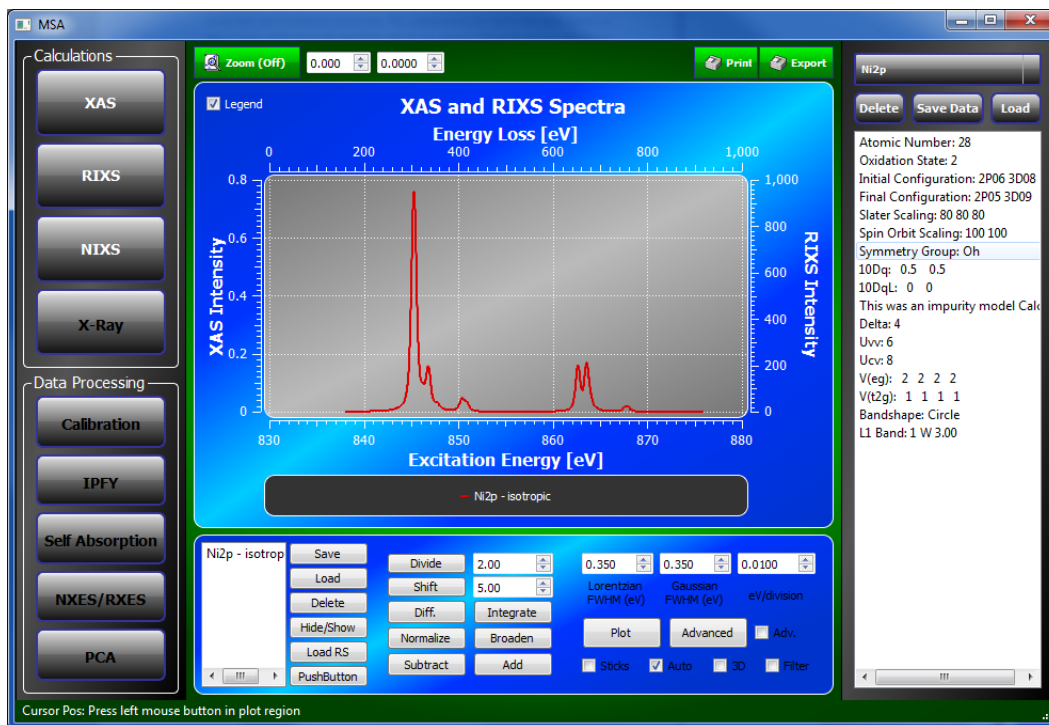 MSA
Calculations
XAS
RIXS
NIXS
X-Ray
Data Processing
Calibration
IPFY
Self Absorption
NXES/RXES
PCA
Zoom (Off) 0.000 0.0000 Print Export
Legend
XAS and RIXS Spectra
Energy Loss [eV]
0 200 400 600 800 1,000
0.8 1,000
0.6 800
600
0.4 400
0.2 200
0 0
XAS Intensity
RIXS Intensity
830 840 850 860 870 880
Excitation Energy [eV]
Ni2p - isotropic
Ni2p - isotrop
Save
Load
Delete
Hide/Show
Load RS
PushButton
Divide 2.00
Shift 5.00
Diff. Integrate
Normalize Broaden
Subtract Add
0.350 0.350 0.0100
Lorentzian FWHM (eV)
Gaussian FWHM (eV)
eV/division
Plot Advanced Adv.
Sticks Auto 3D Filter
Ni2p
Delete Save Data Load
Atomic Number: 28
Oxidation State: 2
Initial Configuration: 2P06 3D08
Final Configuration: 2P05 3D09
Slater Scaling: 80 80 80
Spin Orbit Scaling: 100 100
Symmetry Group: Oh
10Dq: 0.5 0.5
10DqL: 0 0
This was an impurity model Calc
Delta: 4
Uvv: 6
Ucv: 8
V(eg): 2 2 2 2
V(t2g): 1 1 1 1
Bandshape: Circle
L1 Band: 1 W 3.00
Cursor Pos: Press left mouse button in plot region